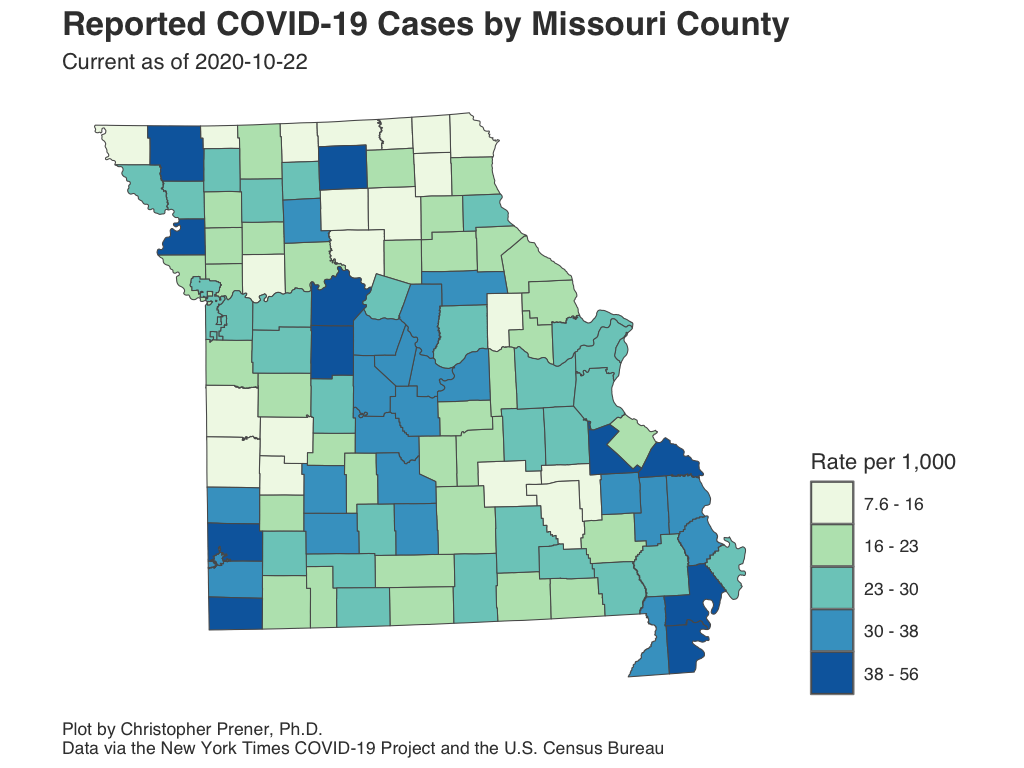 Reported COVID-19 Cases by Missouri County
Current as of 2020-10-22
Rate per 1,000
7.6 - 16
16 - 23
23 - 30
30 - 38
38 - 56
Plot by Christopher Prener, Ph.D.
Data via the New York Times COVID-19 Project and the U.S. Census Bureau